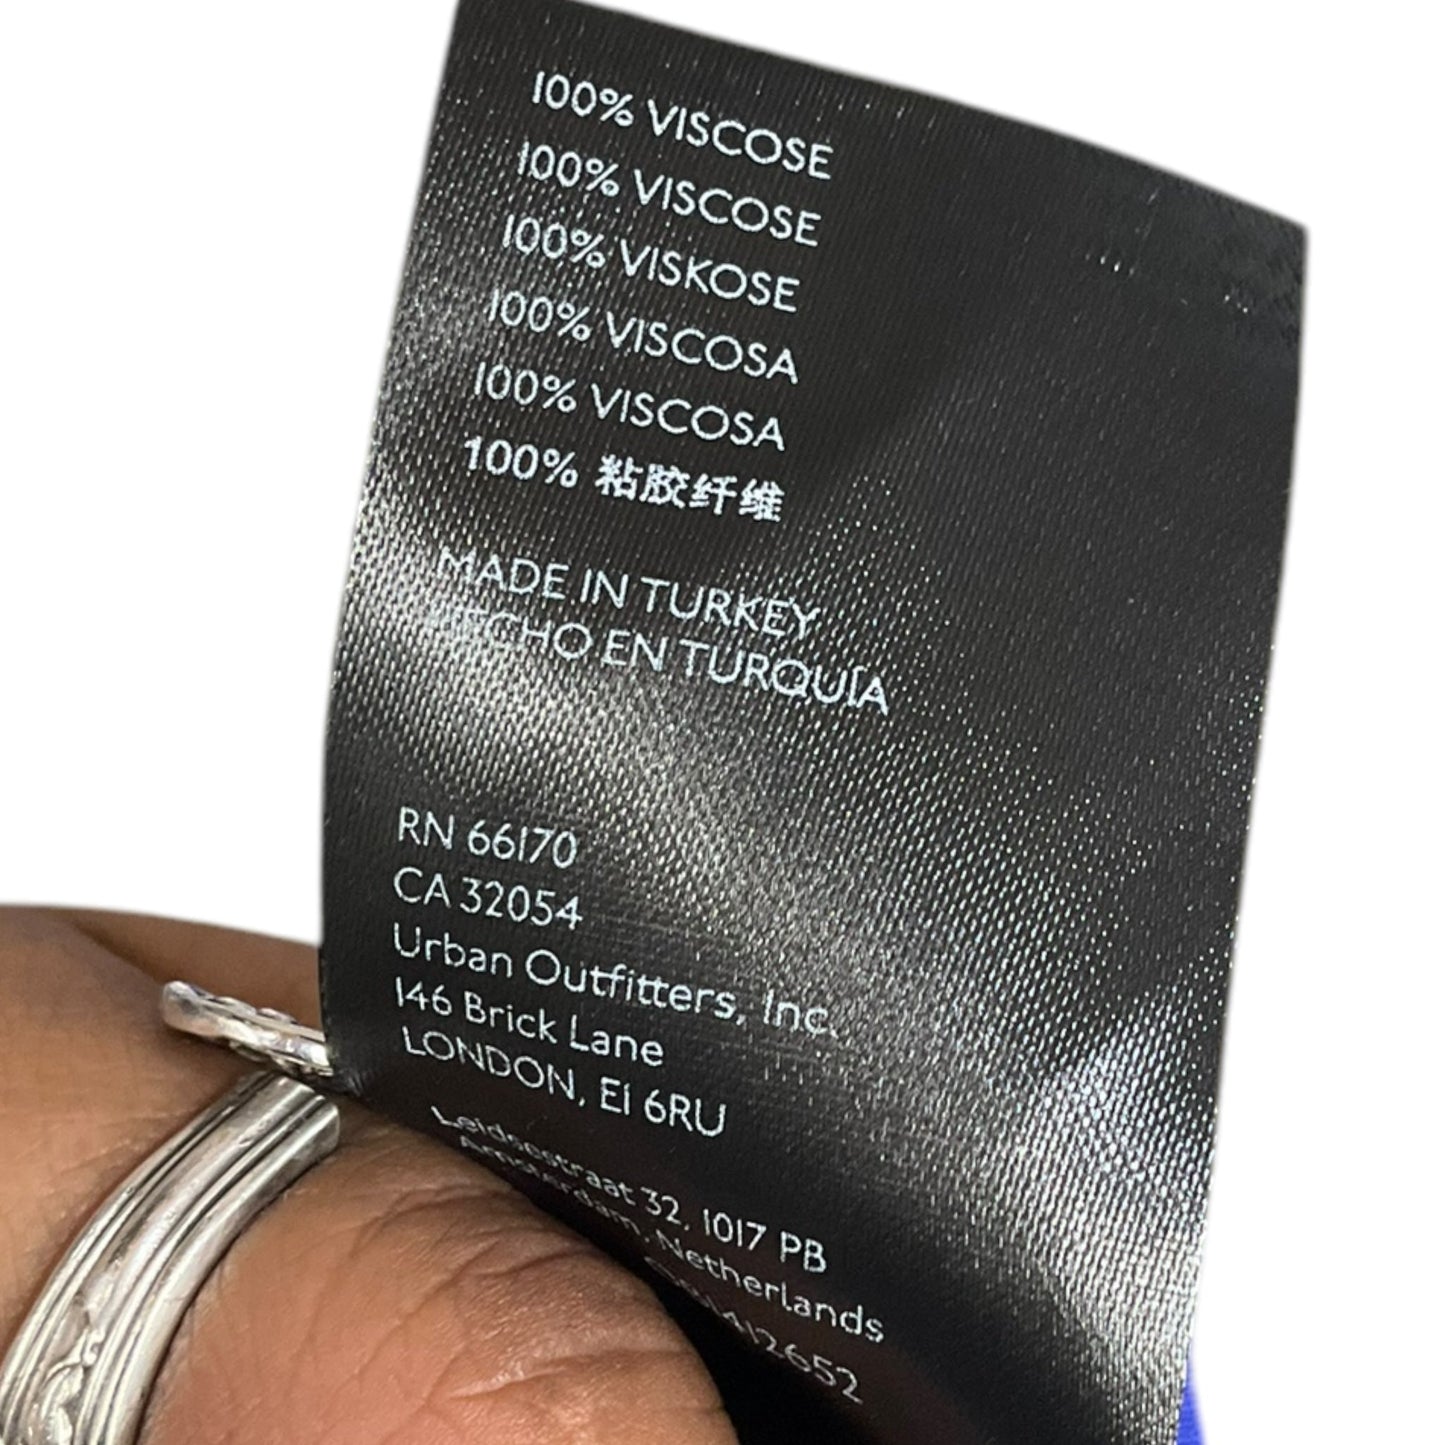 100% VISCOSE
100% VISCOSE
100% VISKOSE
100% VISCOSA
100% VISCOSA
100% 粘胶纤维
MADE IN TURKEY
HECHO EN TURQUÍA
RN 66170
CA 32054
Urban Outfitters, Inc.
146 Brick Lane
LONDON, E1 6RU
Leidsestraat 32, 1017 PB
Amsterdam, Netherlands